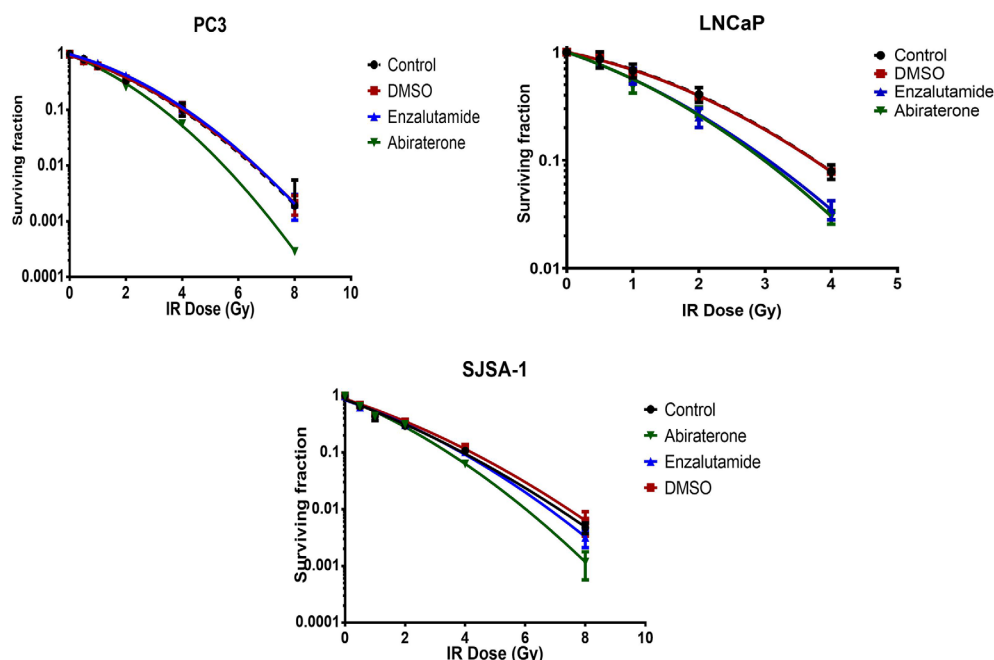 PC3
Surviving fraction
1
0.1
0.01
0.001
0.0001
0 2 4 6 8 10
IR Dose (Gy)
Control
DMSO
Enzalutamide
Abiraterone
LNCaP
Surviving fraction
1
0.1
0.01
0 1 2 3 4 5
IR Dose (Gy)
Control
DMSO
Enzalutamide
Abiraterone
SJSA-1
Surviving fraction
1
0.1
0.01
0.001
0.0001
0 2 4 6 8 10
IR Dose (Gy)
Control
Abiraterone
Enzalutamide
DMSO